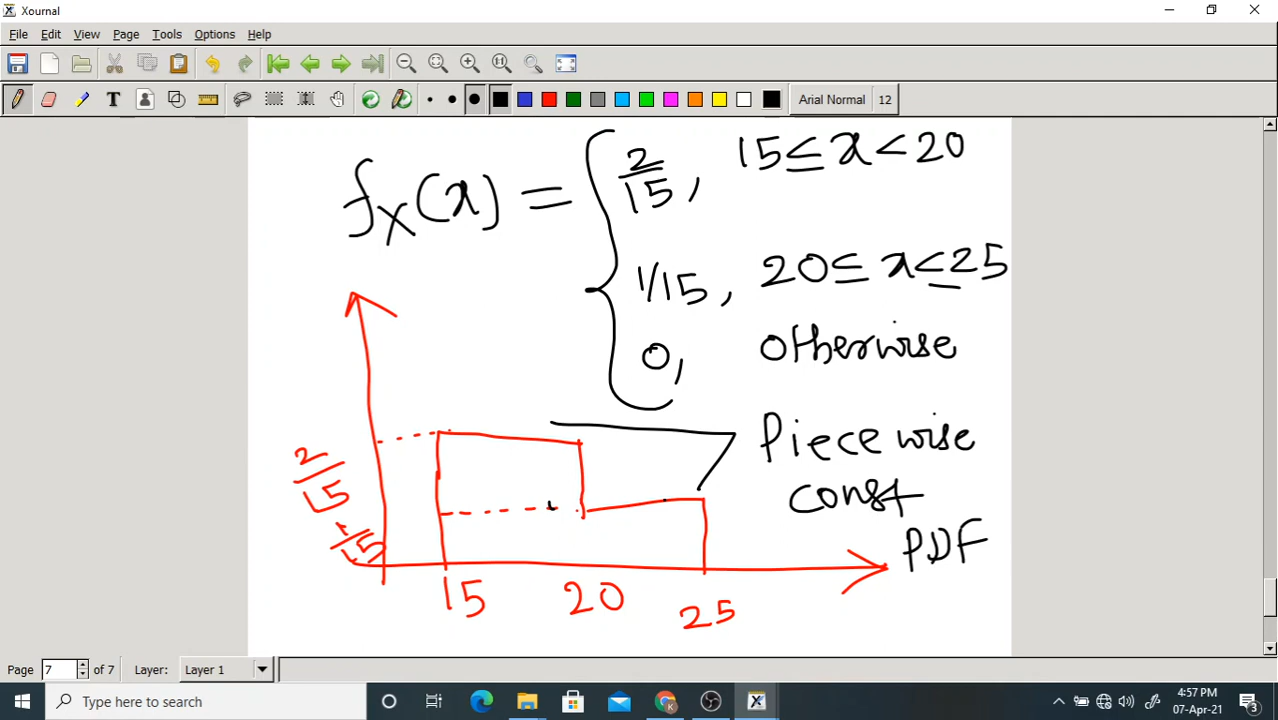 Xournal
File Edit View Page Tools Options Help
Arial Normal 12
f_X(x) = { 2/15, 15 ≤ x < 20
1/15, 20 ≤ x ≤ 25
0, otherwise
Piece wise
const
PDF
2/15
1/15
15 20 25
Page 7 of 7 Layer: Layer 1
Type here to search
4:57 PM
07-Apr-21
3